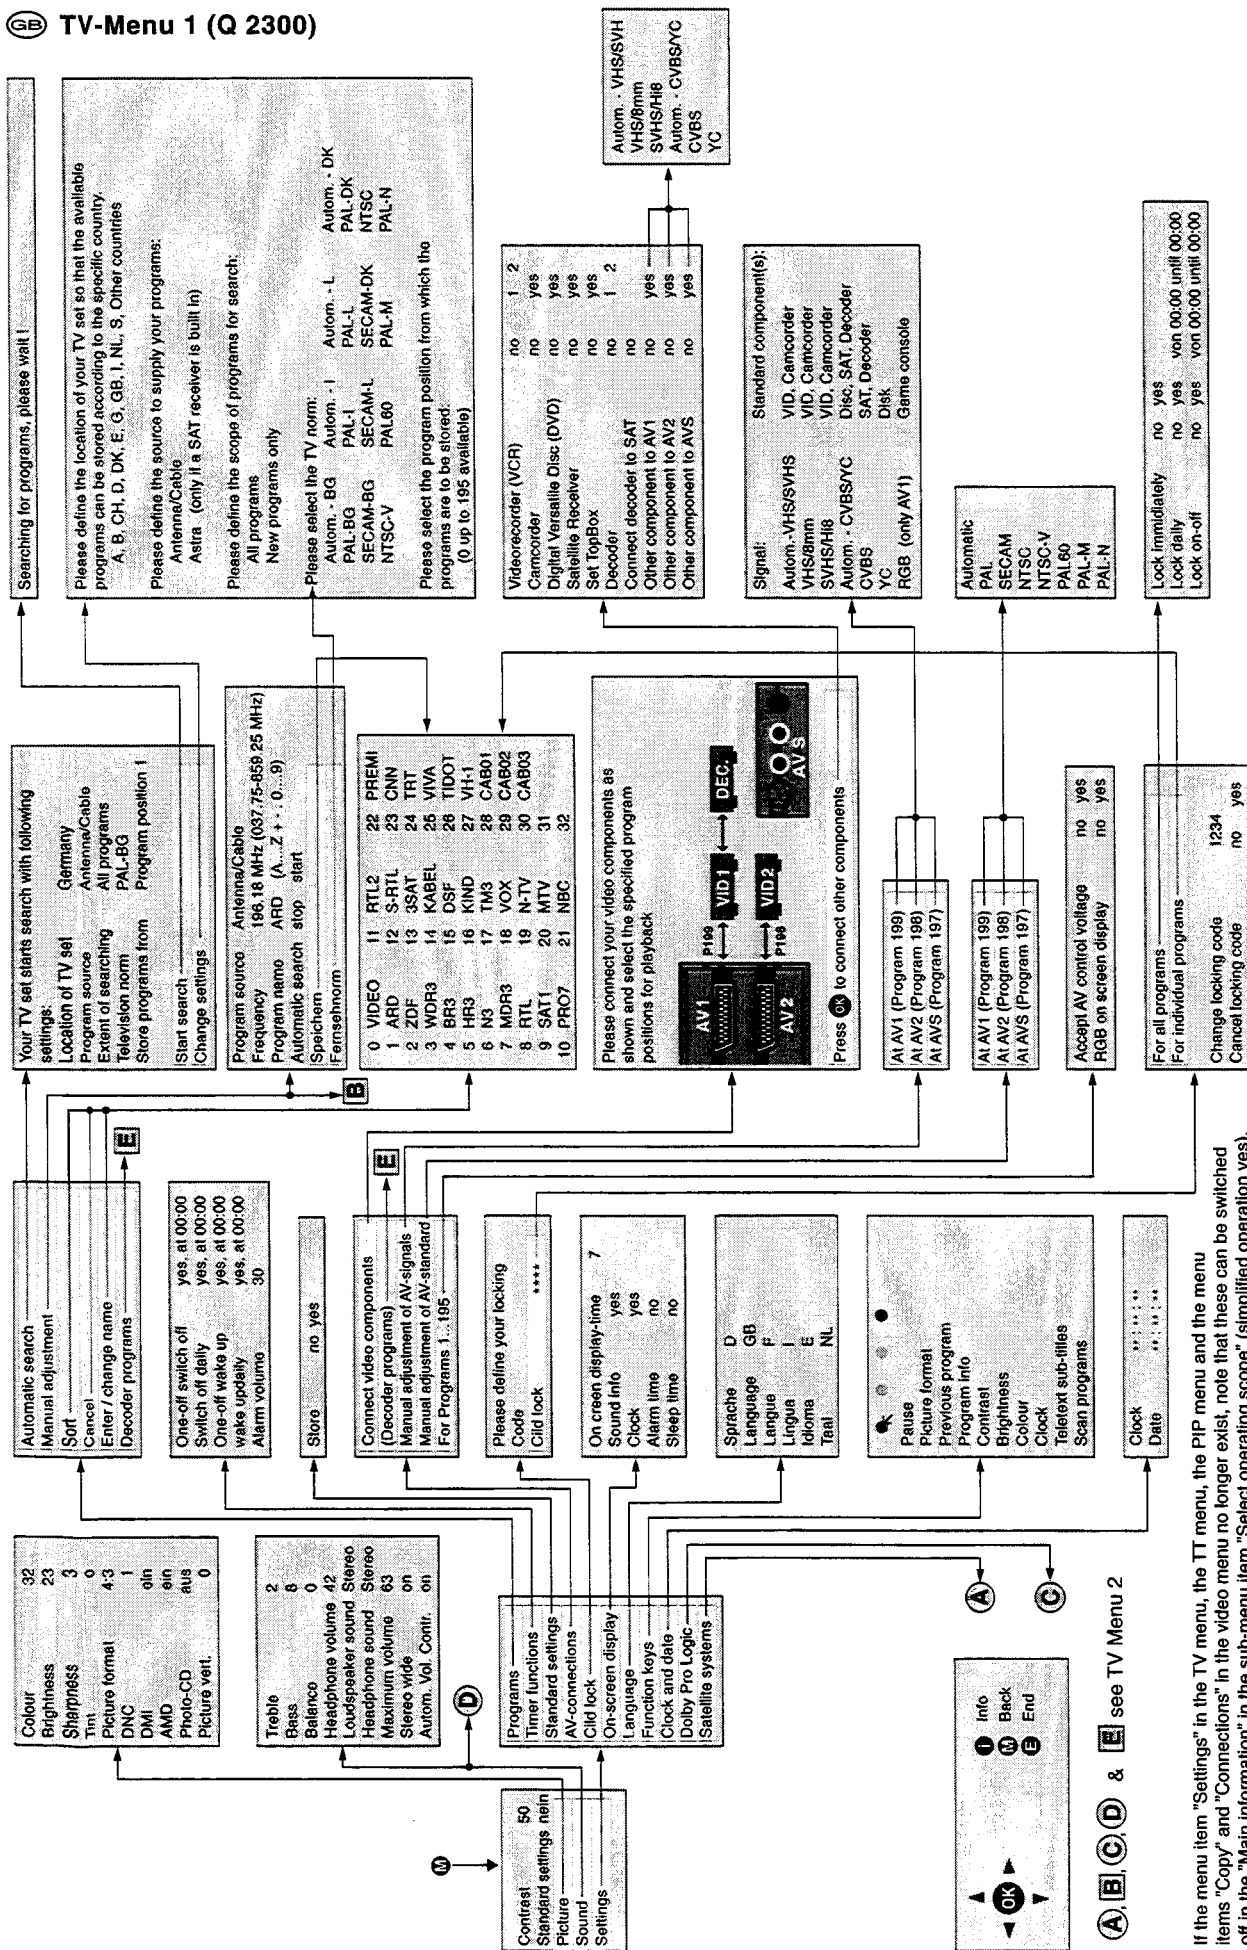 GB TV-Menu 1 (Q 2300)
M
Contrast 50
Standard settings nein
Picture
Sound
Settings
OK
i Info
M Back
E End
A, B, C, D & E see TV Menu 2
If the menu item "Settings" in the TV menu, the TT menu, the PIP menu and the menu
items "Copy" and "Connections" in the video menu no longer exist, note that these can be switched
off in the "Main information" in the sub-menu item "Select operating scope" (simplified operation yes).
Colour 32
Brightness 23
Sharpness 3
Tint 0
Picture format 4:3
DNC 1
DMI ein
AMD ein
Photo-CD aus
Picture vert. 0
Treble 2
Bass 8
Balance 0
Headphone volume 42
Loudspeaker sound Stereo
Headphone sound Stereo
Maximum volume 63
Stereo wide on
Autom. Vol. Contr. on
D
Programs
Timer functions
Standard settings
AV-connections
Cild lock
On-screen display
Language
Function keys
Clock and date
Dolby Pro Logic
Satellite systems
A
C
Automatic search
Manual adjustment
Sort
Cancel
Enter / change name
Decoder programs
E
B
One-off switch off yes, at 00:00
Switch off daily yes, at 00:00
One-off wake up yes, at 00:00
wake updaily yes, at 00:00
Alarm volume 30
Store no yes
Connect video components
(Decoder programs)
Manual adjustment of AV-signals
Manual adjustment of AV-standard
For Programs 1...195
E
Please define your locking
Code
Cild lock ****
On creen display-time 7
Sound info yes
Clock yes
Alarm time no
Sleep time no
Sprache D
Language GB
Langue F
Lingua I
Idioma E
Taal NL
Pause
Picture format
Previous program
Program info
Contrast
Brightness
Colour
Clock
Teletext sub-titles
Scan programs
Clock **:**:**
Date **:**:**
Your TV set starts search with following
settings:
Location of TV set Germany
Program source Antenna/Cable
Extent of searching All programs
Television norm PAL-BG
Store programs from Program position 1
Start search
Change settings
Program source Antenna/Cable
Frequency 196.18 MHz (037.75-859.25 MHz)
Program name ARD (A...Z + - . 0...9)
Automatic search stop start
Speichern
Fernsehnorm
0 VIDEO 11 RTL2 22 PREMI
1 ARD 12 S-RTL 23 CNN
2 ZDF 13 3SAT 24 TRT
3 WDR3 14 KABEL 25 VIVA
4 BR3 15 DSF 26 TIDOT
5 HR3 16 KIND 27 VH-1
6 N3 17 TM3 28 CAB01
7 MDR3 18 VOX 29 CAB02
8 RTL 19 N-TV 30 CAB03
9 SAT1 20 MTV 31
10 PRO7 21 NBC 32
Please connect your video components as
shown and select the specified program
positions for playback
AV1 P199 VID1 DEC.
AV2 P198 VID2 AVS
Press OK to connect other components
At AV1 (Program 199)
At AV2 (Program 198)
At AVS (Program 197)
At AV1 (Program 199)
At AV2 (Program 198)
At AVS (Program 197)
Accept AV control voltage no yes
RGB on screen display no yes
For all programs
For individual programs
Change locking code 1234
Cancel locking code no yes
Searching for programs, please wait !
Please define the location of your TV set so that the available
programs can be stored according to the specific country.
A, B, CH, D, DK, E, G, GB, I, NL, S, Other countries
Please define the source to supply your programs:
Antenna/Cable
Astra (only if a SAT receiver is built in)
Please define the scope of programs for search:
All programs
New programs only
Please select the TV norm:
Autom. - BG Autom. - I Autom. - L Autom. - DK
PAL-BG PAL-I PAL-L PAL-DK
SECAM-BG SECAM-L SECAM-DK NTSC
NTSC-V PAL60 PAL-M PAL-N
Please select the program position from which the
programs are to be stored:
(0 up to 195 available)
Videorecorder (VCR) no 1 2
Camcorder no yes
Digital Versatile Disc (DVD) no yes
Satellite Receiver no yes
Set TopBox no yes
Decoder no 1 2
Connect decoder to SAT no
Other component to AV1 no yes
Other component to AV2 no yes
Other component to AVS no yes
Autom. - VHS/SVH
VHS/8mm
SVHS/Hi8
Autom. - CVBS/YC
CVBS
YC
Signal: Standard component(s):
Autom.-VHS/SVHS VID, Camcorder
VHS/8mm VID, Camcorder
SVHS/Hi8 VID, Camcorder
Autom. - CVBS/YC Disc, SAT, Decoder
CVBS SAT, Decoder
YC Disk
RGB (only AV1) Game console
Automatic
PAL
SECAM
NTSC
NTSC-V
PAL60
PAL-M
PAL-N
Lock immidiately no yes
Lock daily no yes von 00:00 until 00:00
Lock on-off no yes von 00:00 until 00:00